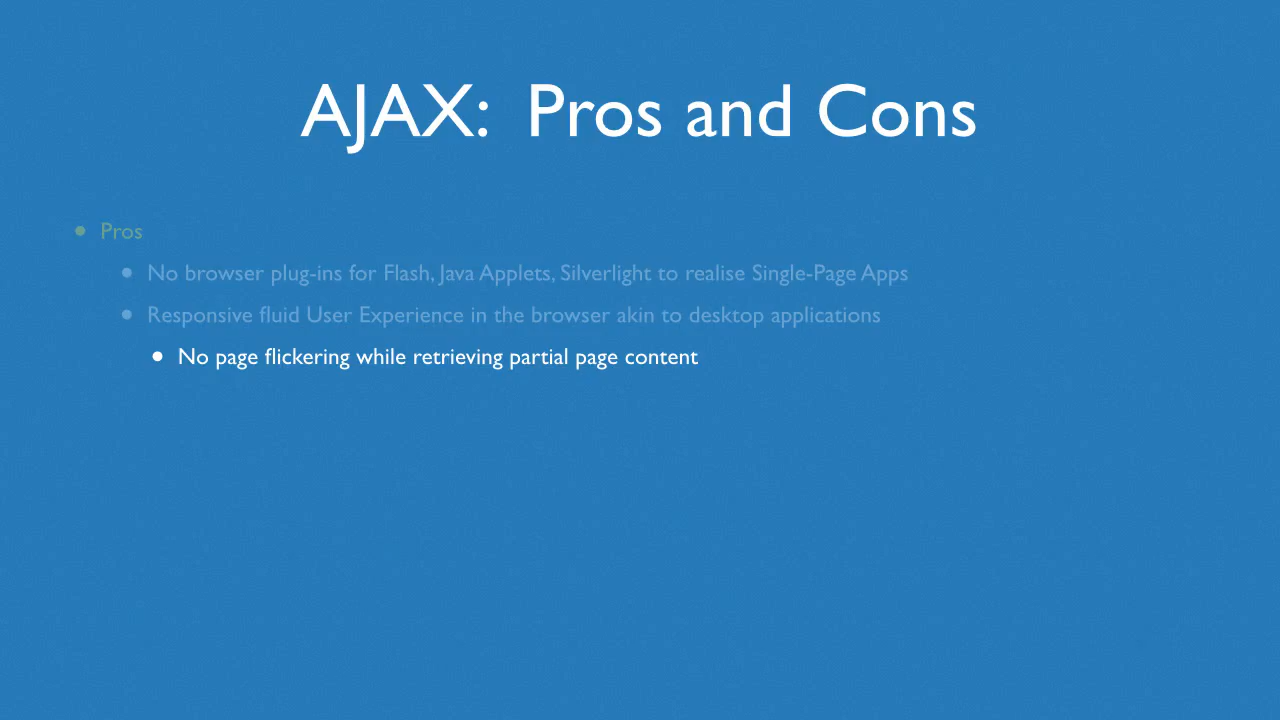 AJAX: Pros and Cons
• Pros
• No browser plug-ins for Flash, Java Applets, Silverlight to realise Single-Page Apps
• Responsive fluid User Experience in the browser akin to desktop applications
• No page flickering while retrieving partial page content